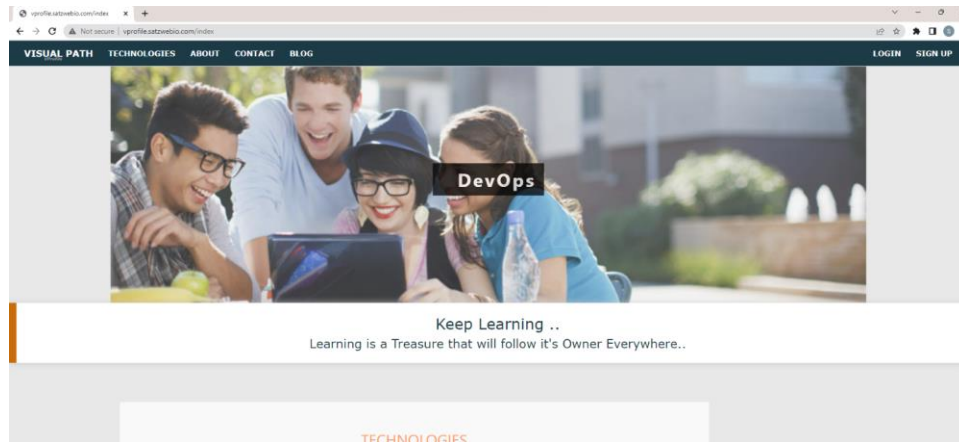 vprofile.satzwebio.com/index
Not secure | vprofile.satzwebio.com/index
VISUAL PATH TECHNOLOGIES ABOUT CONTACT BLOG LOGIN SIGN UP
DevOps
Keep Learning ..
Learning is a Treasure that will follow it's Owner Everywhere..
TECHNOLOGIES